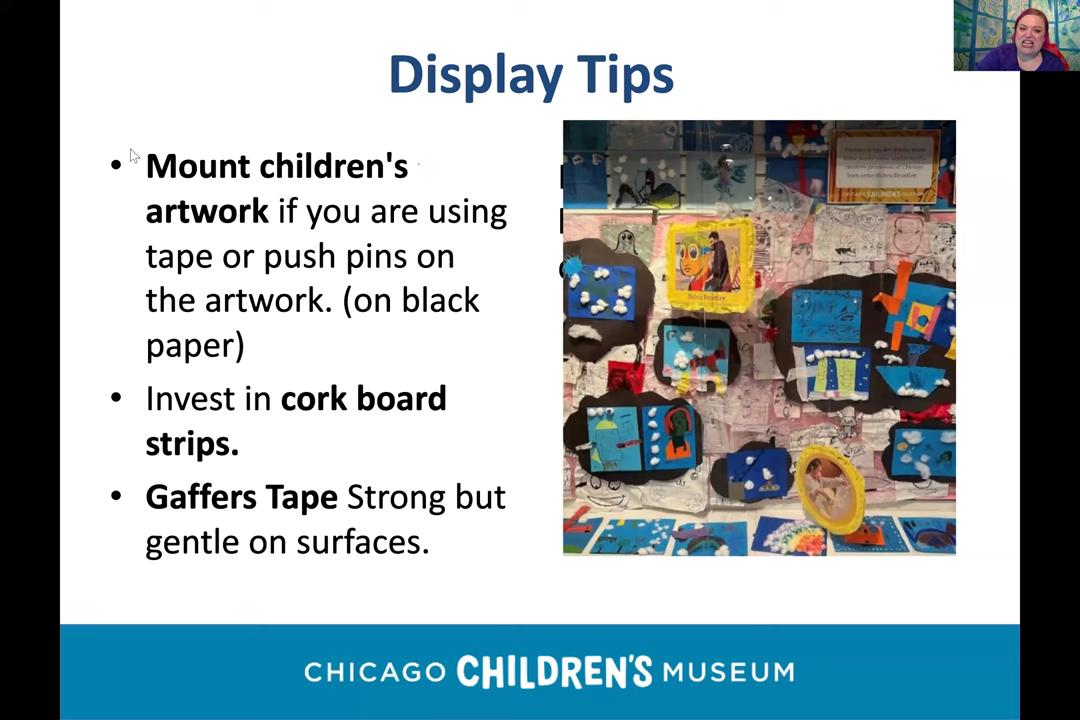 Display Tips
• Mount children's
artwork if you are using
tape or push pins on
the artwork. (on black
paper)
• Invest in cork board
strips.
• Gaffers Tape Strong but
gentle on surfaces.
CHICAGO CHILDREN'S MUSEUM